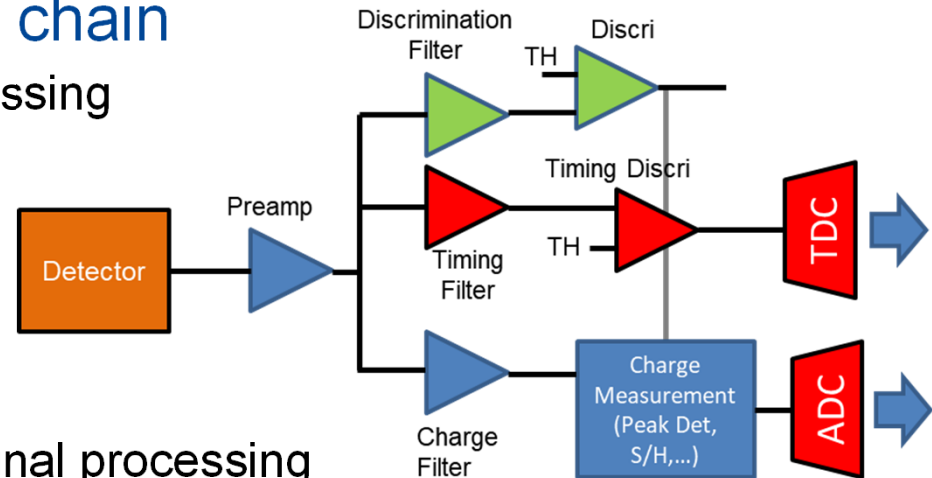 chain
ssing
Discrimination
Filter
Discri
TH
Timing Discri
Preamp
TH
Detector
Timing
Filter
TDC
Charge
Measurement
(Peak Det,
S/H,...)
ADC
Charge
Filter
nal processing